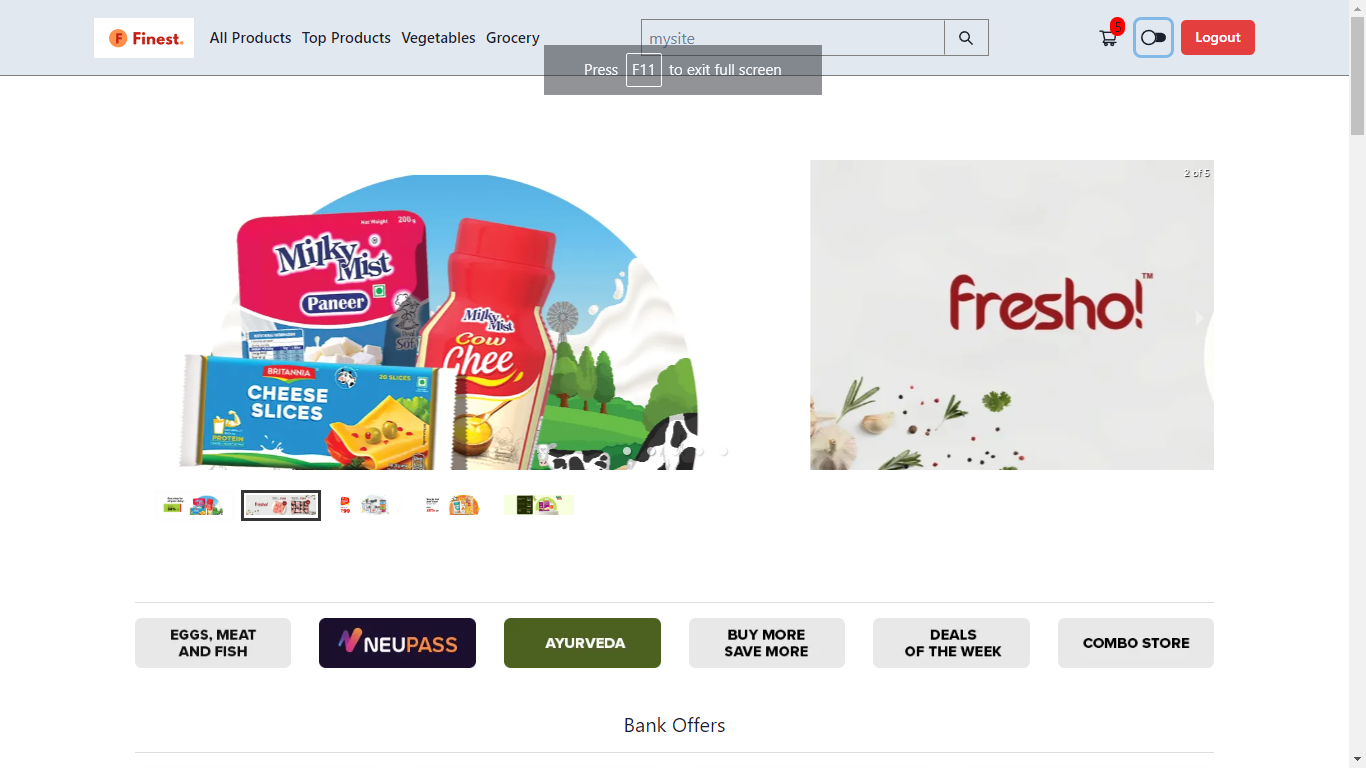 F Finest.
All Products Top Products Vegetables Grocery
mysite
5
Logout
Press F11 to exit full screen
2 of 5
Net Weight 200g
Milky Mist
Paneer
Milky Mist
Cow
Ghee
BRITANNIA
20 SLICES
CHEESE
SLICES
PROTEIN
fresho!™
EGGS, MEAT
AND FISH
NEUPASS
AYURVEDA
BUY MORE
SAVE MORE
DEALS
OF THE WEEK
COMBO STORE
Bank Offers